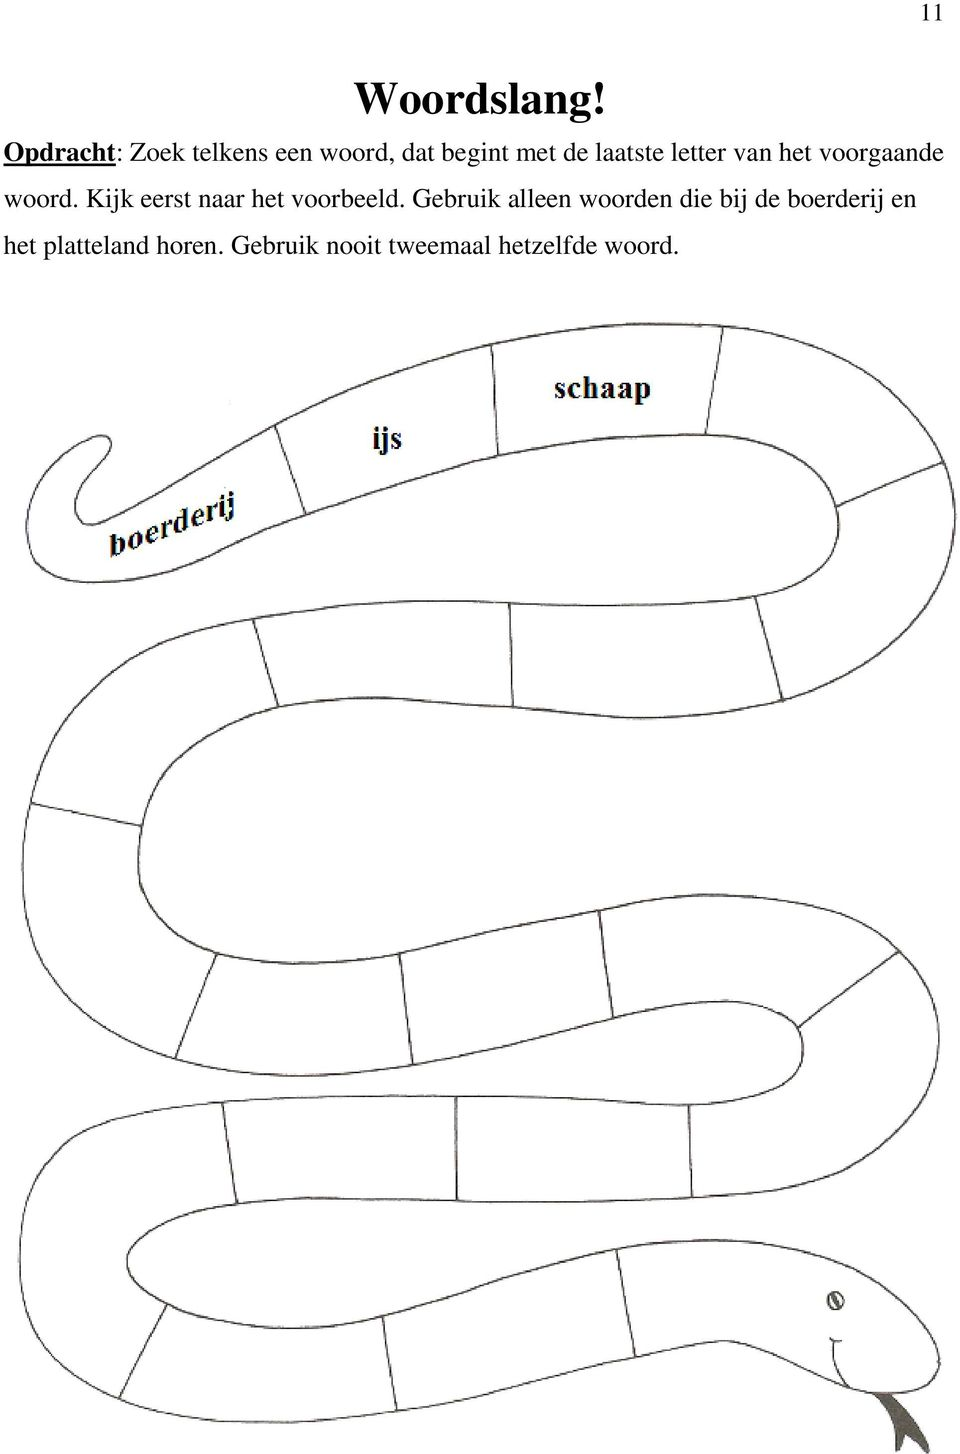 11
Woordslang!
Opdracht: Zoek telkens een woord, dat begint met de laatste letter van het voorgaande
woord. Kijk eerst naar het voorbeeld. Gebruik alleen woorden die bij de boerderij en
het platteland horen. Gebruik nooit tweemaal hetzelfde woord.
schaap
ijs
boerderij